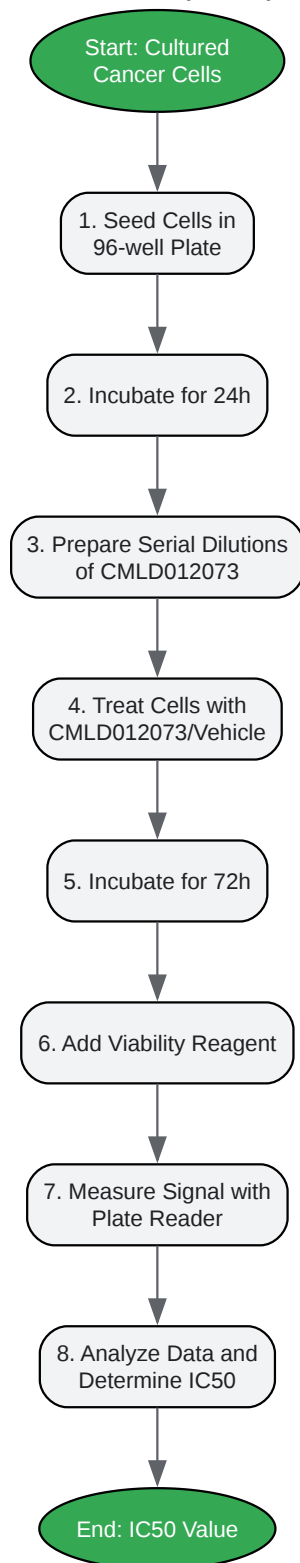 Start: Cultured
Cancer Cells
1. Seed Cells in
96-well Plate
2. Incubate for 24h
3. Prepare Serial Dilutions
of CMLD012073
4. Treat Cells with
CMLD012073/Vehicle
5. Incubate for 72h
6. Add Viability Reagent
7. Measure Signal with
Plate Reader
8. Analyze Data and
Determine IC50
End: IC50 Value